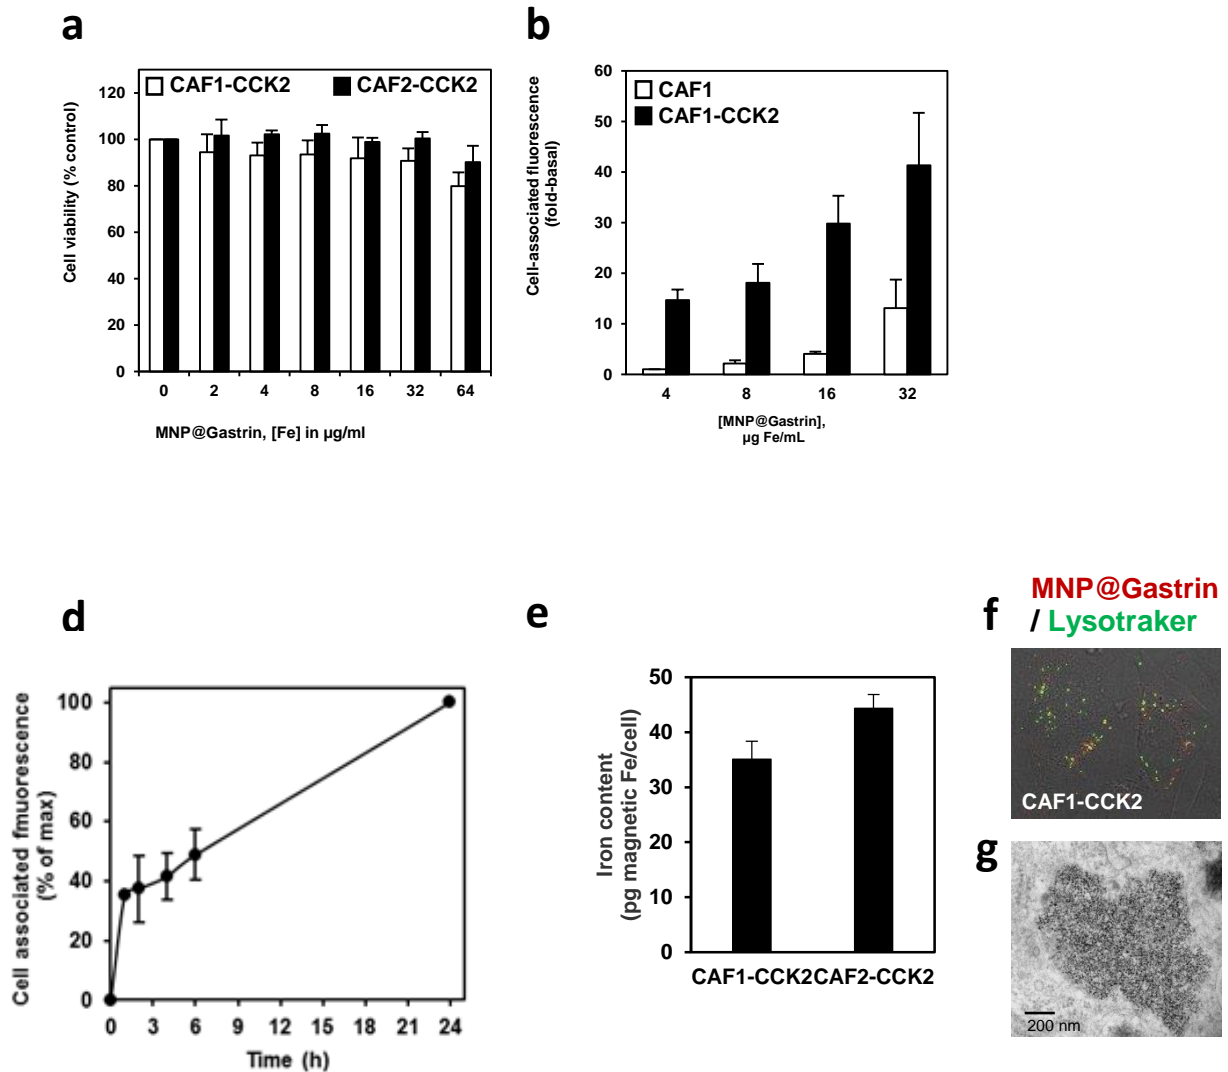 a
CAF1-CCK2
CAF2-CCK2
Cell viability (% control)
120
100
80
60
40
20
0
0 2 4 8 16 32 64
MNP@Gastrin, [Fe] in µg/ml
b
CAF1
CAF1-CCK2
Cell-associated fluorescence
(fold-basal)
60
50
40
30
20
10
0
4 8 16 32
[MNP@Gastrin],
µg Fe/mL
d
Cell associated fmuorescence
(% of max)
100
80
60
40
20
0
0 3 6 9 12 15 18 21 24
Time (h)
e
Iron content
(pg magnetic Fe/cell)
50
40
30
20
10
0
CAF1-CCK2CAF2-CCK2
f
MNP@Gastrin
/ Lysotraker
CAF1-CCK2
g
200 nm